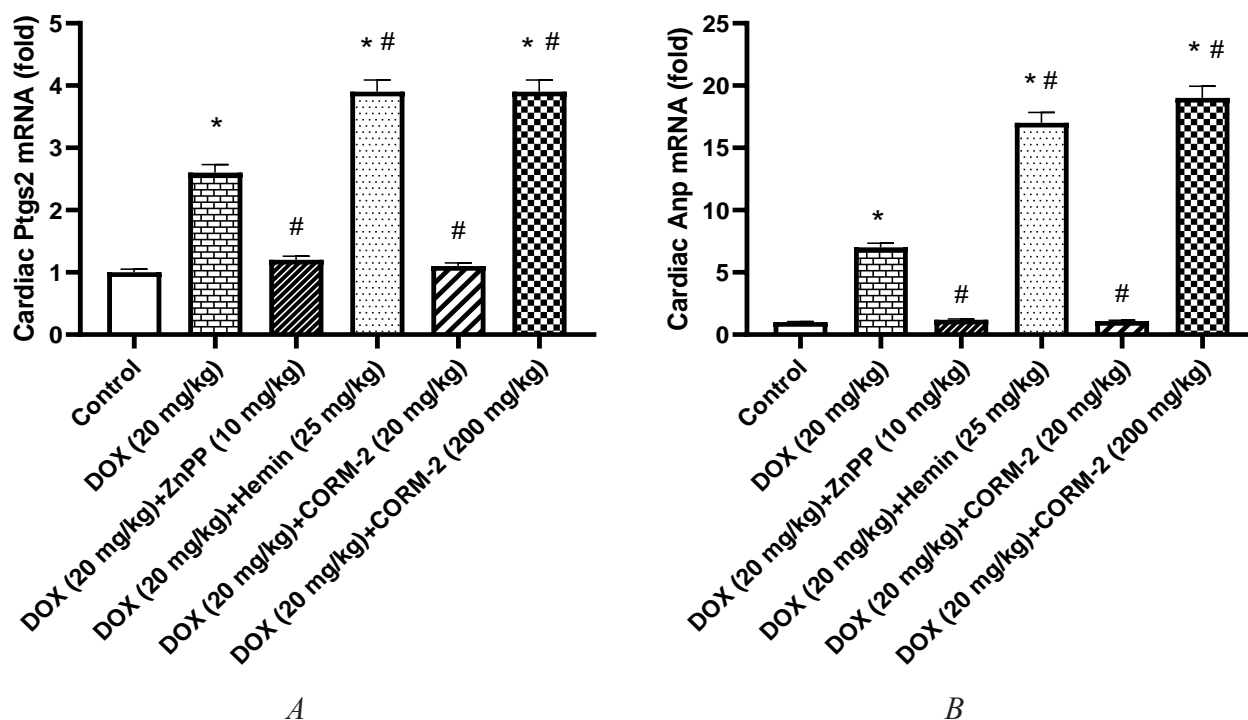 Cardiac Ptgs2 mRNA (fold)
5
4
3
2
1
0
*
#
* #
#
* #
Control
DOX (20 mg/kg)
DOX (20 mg/kg)+ZnPP (10 mg/kg)
DOX (20 mg/kg)+Hemin (25 mg/kg)
DOX (20 mg/kg)+CORM-2 (20 mg/kg)
DOX (20 mg/kg)+CORM-2 (200 mg/kg)
A
Cardiac Anp mRNA (fold)
25
20
15
10
5
0
*
#
* #
#
* #
Control
DOX (20 mg/kg)
DOX (20 mg/kg)+ZnPP (10 mg/kg)
DOX (20 mg/kg)+Hemin (25 mg/kg)
DOX (20 mg/kg)+CORM-2 (20 mg/kg)
DOX (20 mg/kg)+CORM-2 (200 mg/kg)
B